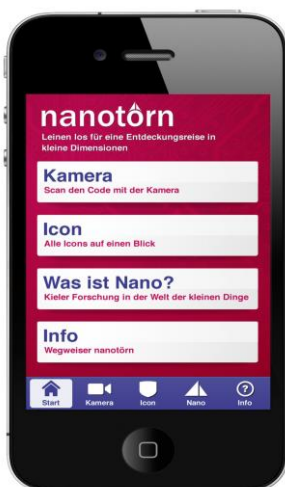 nanotörn
Leinen los für eine Entdeckungsreise in
kleine Dimensionen
Kamera
Scan den Code mit der Kamera
Icon
Alle Icons auf einen Blick
Was ist Nano?
Kieler Forschung in der Welt der kleinen Dinge
Info
Wegweiser nanotörn
Start Kamera Icon Nano ? Info